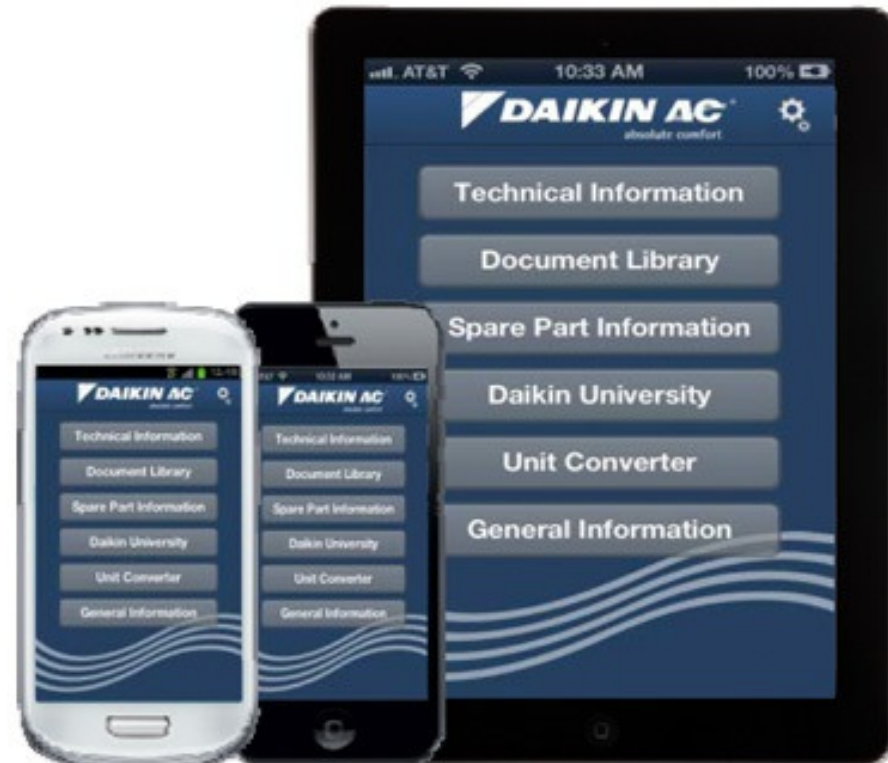 AT&T 10:33 AM 100%
DAIKIN AC
absolute comfort
Technical Information
Document Library
Spare Part Information
Daikin University
Unit Converter
General Information
DAIKIN AC
Technical Information
Document Library
Spare Part Information
Daikin University
Unit Converter
General Information
DAIKIN AC
Technical Information
Document Library
Spare Part Information
Daikin University
Unit Converter
General Information